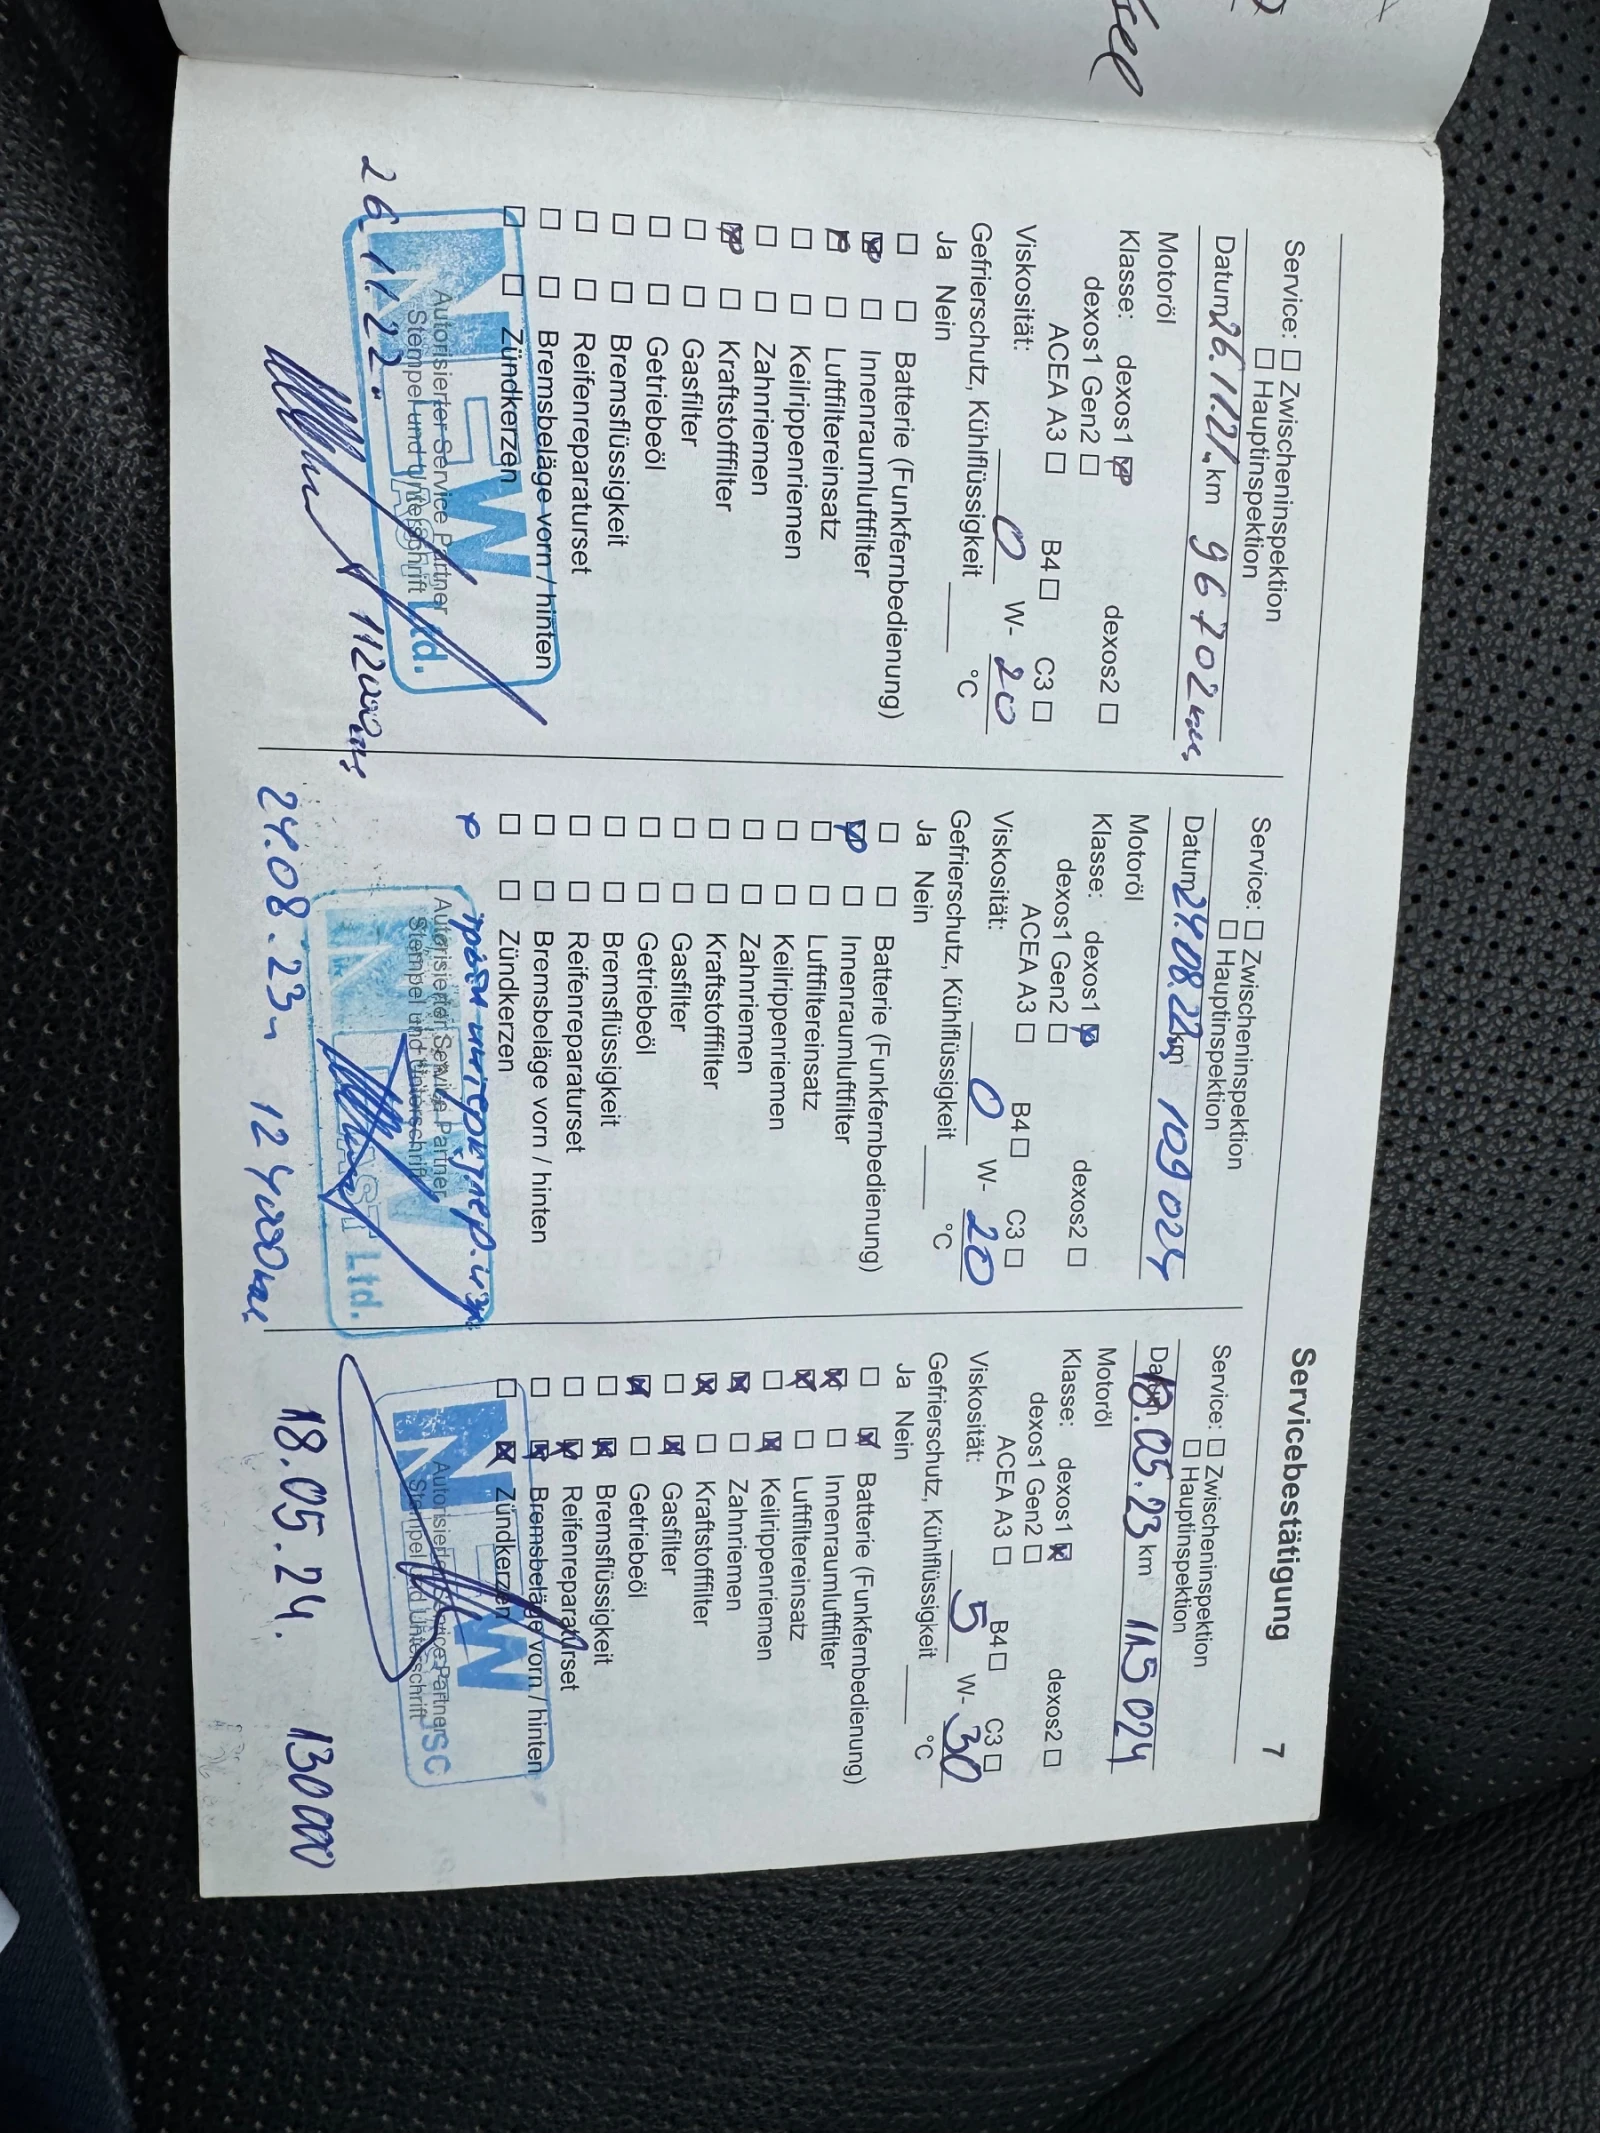 Servicebestätigung 7
Service: Zwischeninspektion
Hauptinspektion
Datum 26.11.21. km 96702км
Motoröl
Klasse: dexos1 dexos2
dexos1 Gen2
ACEA A3 B4 C3
Viskosität: 0 W- 20
Gefrierschutz, Kühlflüssigkeit °C
Ja Nein
Batterie (Funkfernbedienung)
Innenraumluftfilter
Luftfiltereinsatz
Keilrippenriemen
Zahnriemen
Kraftstofffilter
Gasfilter
Getriebeöl
Bremsflüssigkeit
Reifenreparaturset
Bremsbeläge vorn / hinten
Zündkerzen
NEW
Autorisierter Service Partner
Stempel und Unterschrift
Ltd.
26.11.22. 112000км
Service: Zwischeninspektion
Hauptinspektion
Datum 24.08.22 km 109024
Motoröl
Klasse: dexos1 dexos2
dexos1 Gen2
ACEA A3 B4 C3
Viskosität: 0 W- 20
Gefrierschutz, Kühlflüssigkeit °C
Ja Nein
Batterie (Funkfernbedienung)
Innenraumluftfilter
Luftfiltereinsatz
Keilrippenriemen
Zahnriemen
Kraftstofffilter
Gasfilter
Getriebeöl
Bremsflüssigkeit
Reifenreparaturset
Bremsbeläge vorn / hinten
Zündkerzen
Autorisierter Service Partner
Stempel und Unterschrift
NEW
Ltd.
24.08.23 124000км
Service: Zwischeninspektion
Hauptinspektion
Datum 18.05.23 km 115024
Motoröl
Klasse: dexos1 dexos2
dexos1 Gen2
ACEA A3 B4 C3
Viskosität: 5 W- 30
Gefrierschutz, Kühlflüssigkeit °C
Ja Nein
Batterie (Funkfernbedienung)
Innenraumluftfilter
Luftfiltereinsatz
Keilrippenriemen
Zahnriemen
Kraftstofffilter
Gasfilter
Getriebeöl
Bremsflüssigkeit
Reifenreparaturset
Bremsbeläge vorn / hinten
Zündkerzen
NEW
Autorisierter Service Partner
Stempel und Unterschrift
18.05.24. 130000